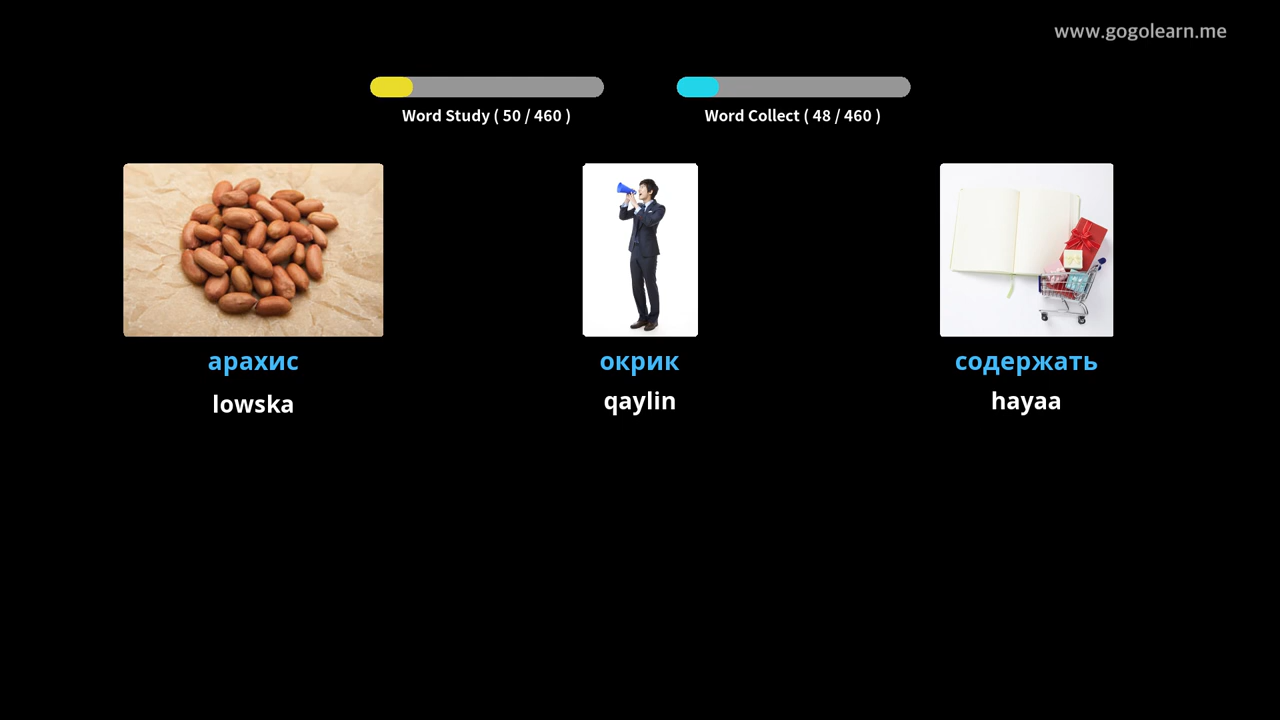 www.gogolearn.me
Word Study ( 50 / 460 )
Word Collect ( 48 / 460 )
арахис
lowska
окрик
qaylin
содержать
hayaa